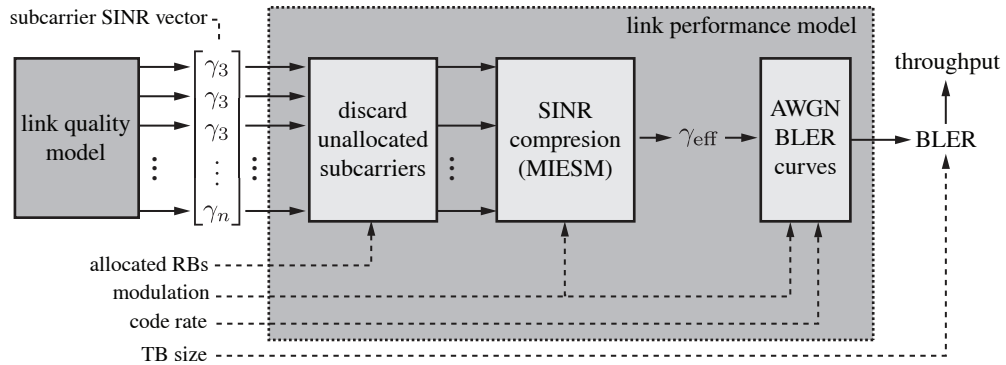 subcarrier SINR vector
link performance model
throughput
link quality
model
γ3
γ3
γ3
⋮
γn
discard
unallocated
subcarriers
SINR
compresion
(MIESM)
γeff
AWGN
BLER
curves
BLER
allocated RBs
modulation
code rate
TB size